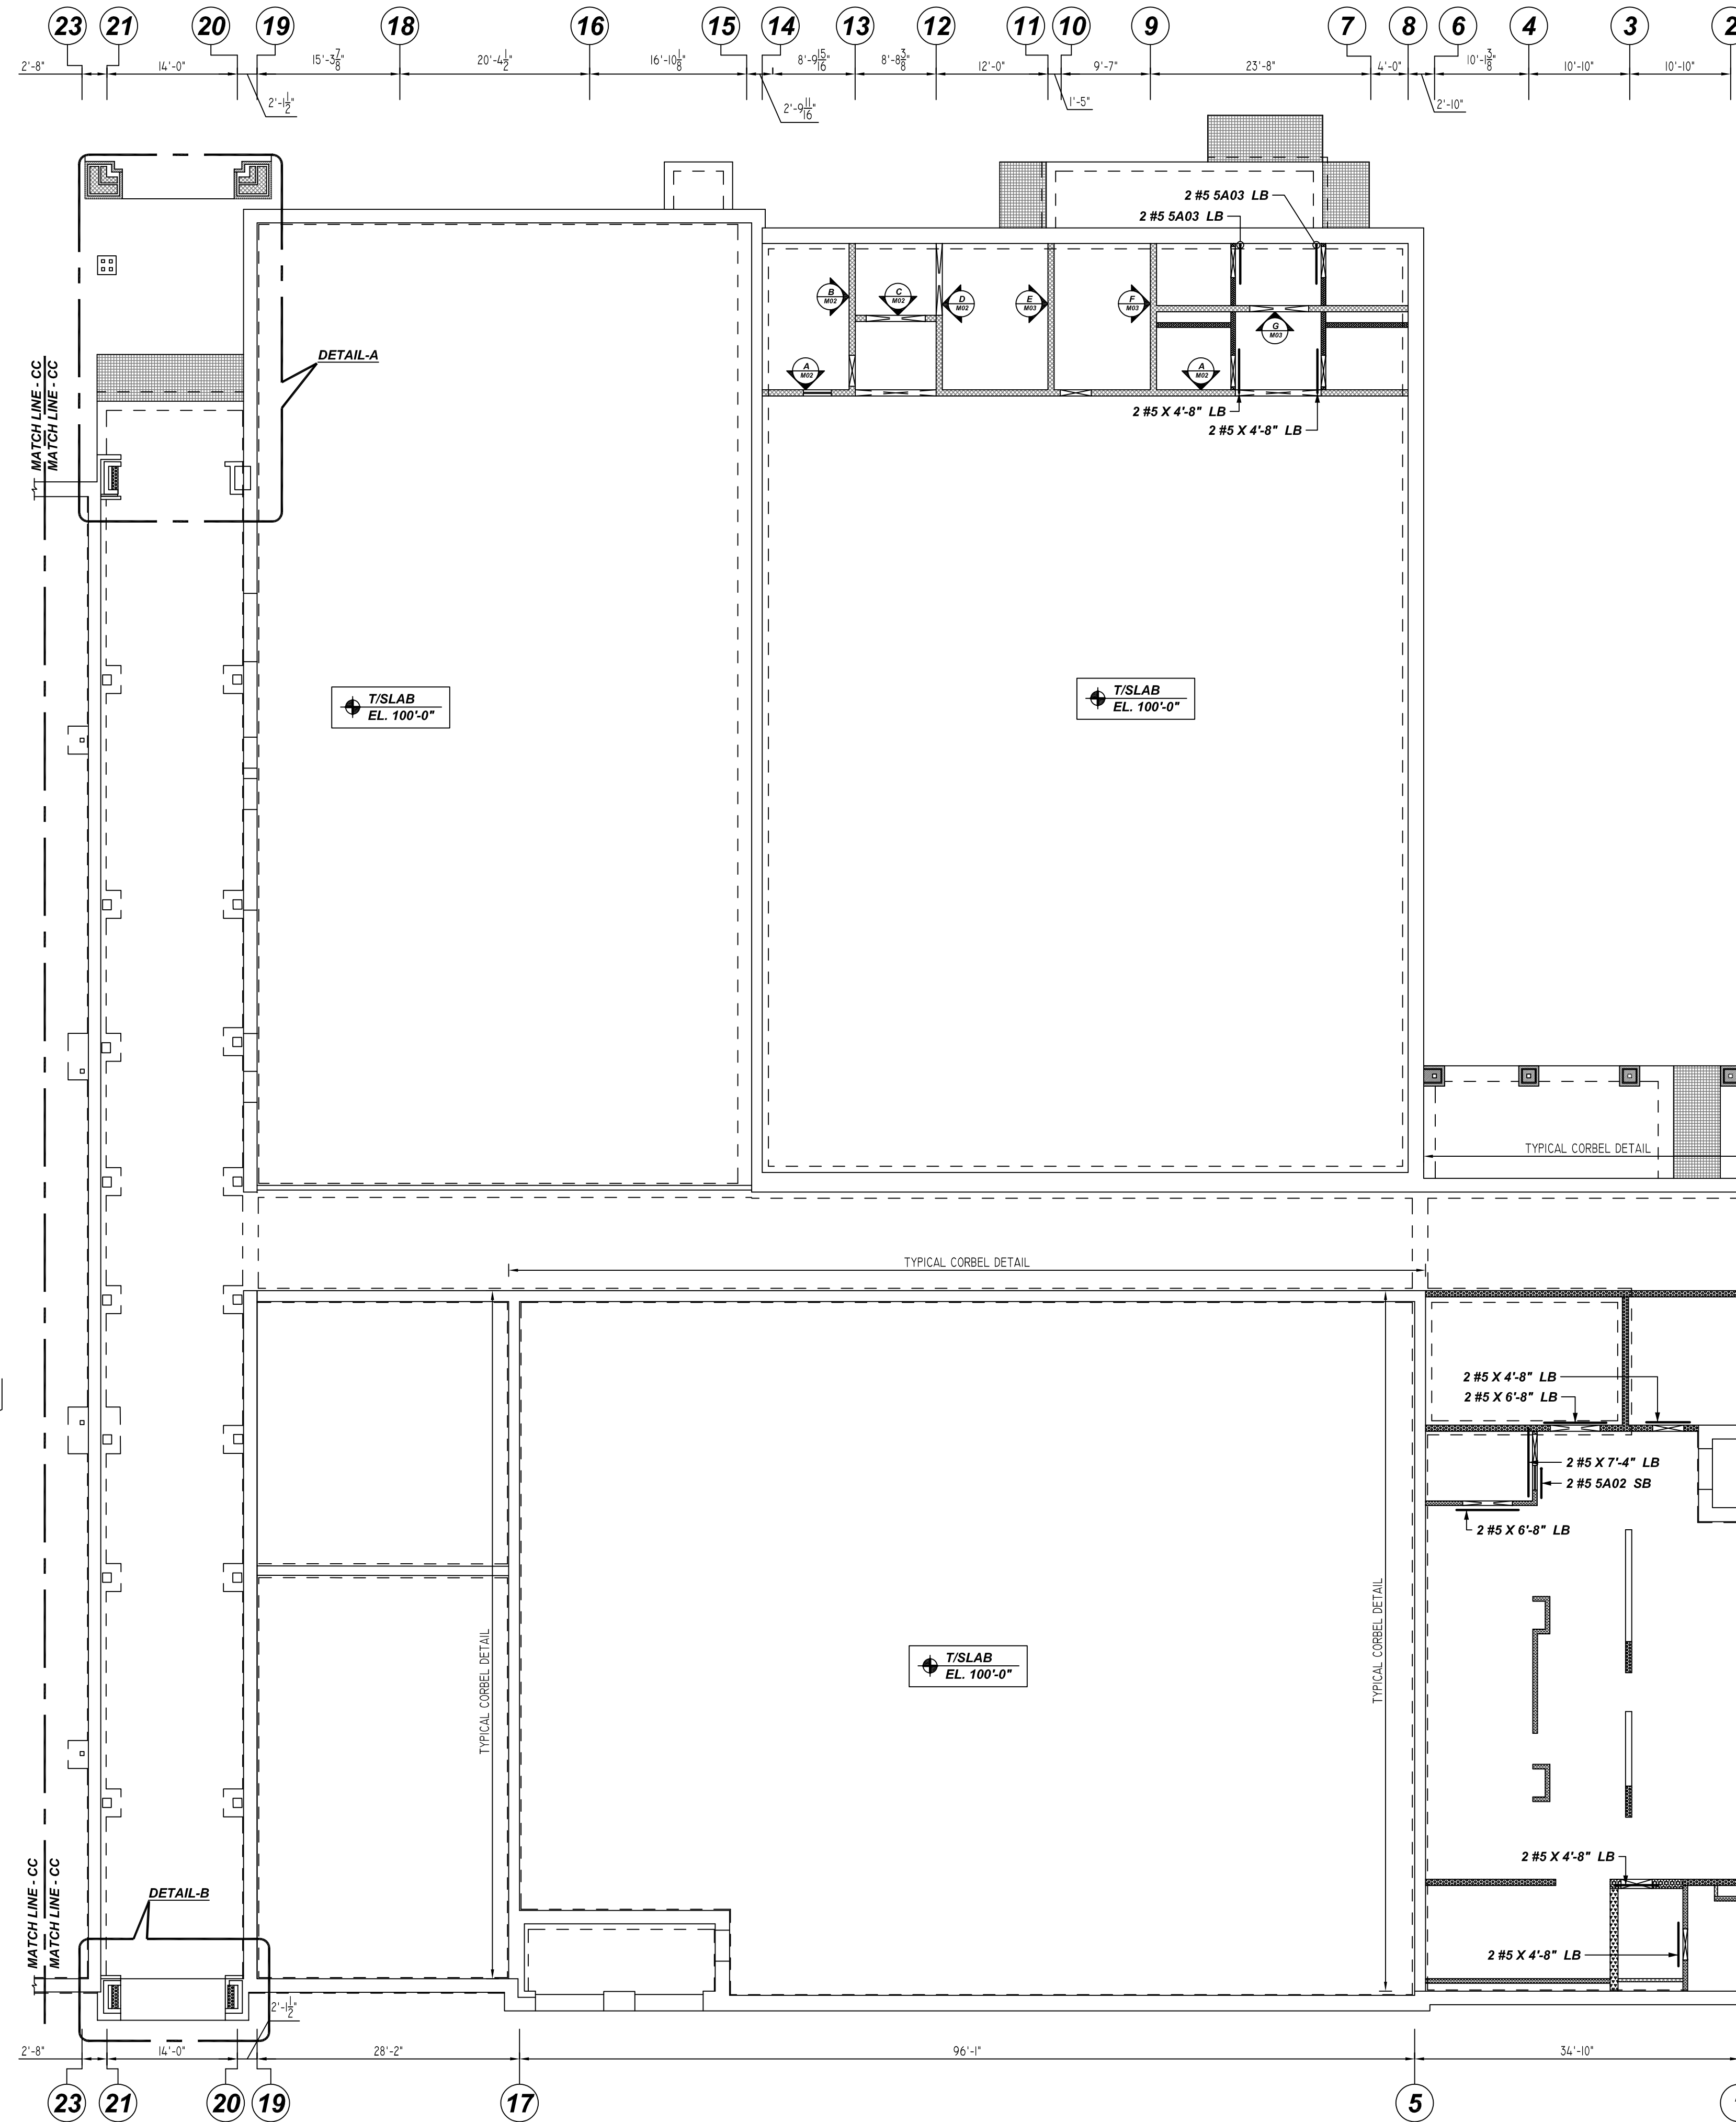 23 21 20 19 18 16 15 14 13 12 11 10 9 7 8 6 4 3 2
2'-8" 14'-0" 15'-3 7/8" 20'-4 1/2" 16'-10 1/8" 8'-9 15/16" 8'-8 3/8" 12'-0" 9'-7" 23'-8" 4'-0" 10'-1 3/8" 10'-10" 10'-10"
2'-1 1/2" 2'-9 11/16" 1'-5" 2'-10"
2 #5 5A03 LB
2 #5 5A03 LB
B
M02
C
M02
D
M02
E
M03
F
M03
G
M03
DETAIL-A
A
M02
A
M02
MATCH LINE - CC
MATCH LINE - CC
2 #5 X 4'-8" LB
2 #5 X 4'-8" LB
T/SLAB
EL. 100'-0"
T/SLAB
EL. 100'-0"
TYPICAL CORBEL DETAIL
TYPICAL CORBEL DETAIL
2 #5 X 4'-8" LB
2 #5 X 6'-8" LB
2 #5 X 7'-4" LB
2 #5 5A02 SB
2 #5 X 6'-8" LB
TYPICAL CORBEL DETAIL
TYPICAL CORBEL DETAIL
T/SLAB
EL. 100'-0"
2 #5 X 4'-8" LB
MATCH LINE - CC
MATCH LINE - CC
DETAIL-B
2 #5 X 4'-8" LB
2'-1 1/2"
2'-8" 14'-0" 28'-2" 96'-1" 34'-10"
23 21 20 19 17 5